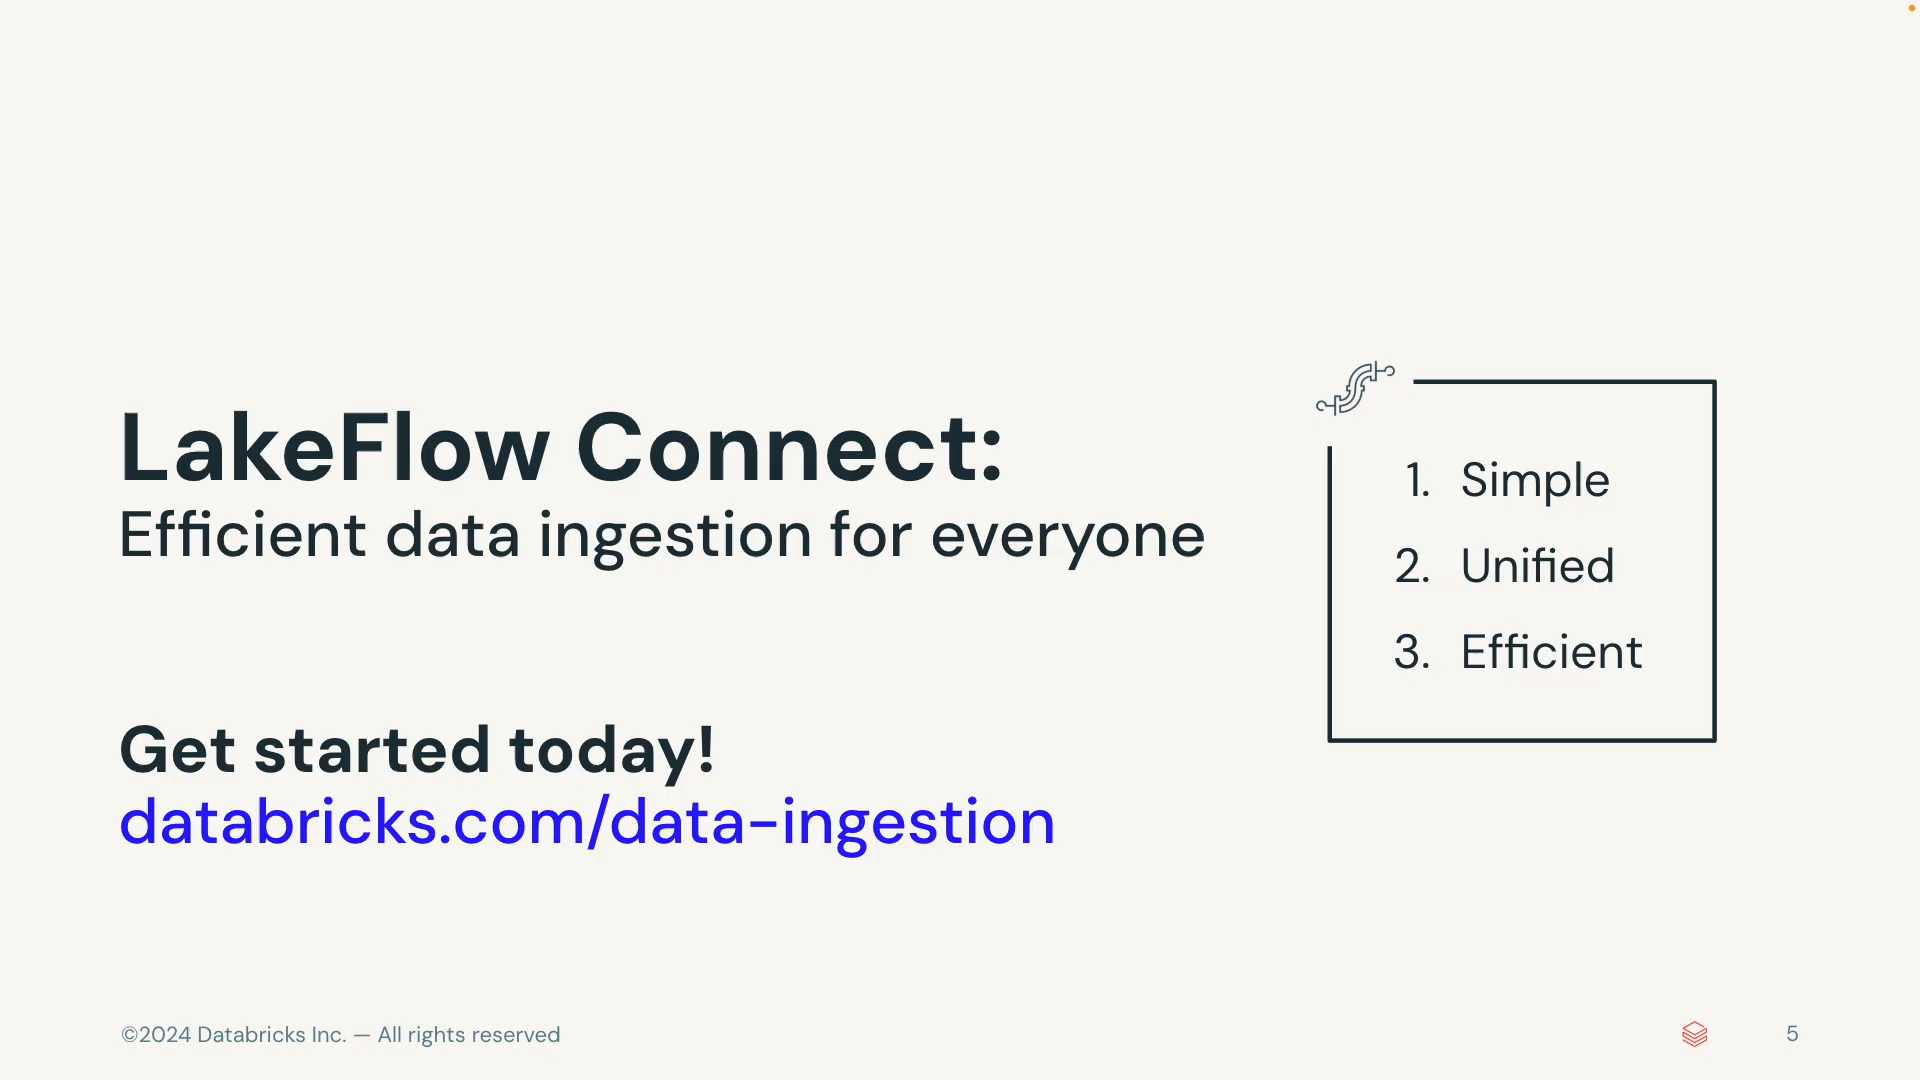 LakeFlow Connect:
Efficient data ingestion for everyone
Get started today!
databricks.com/data-ingestion
1. Simple
2. Unified
3. Efficient
©2024 Databricks Inc. — All rights reserved
5